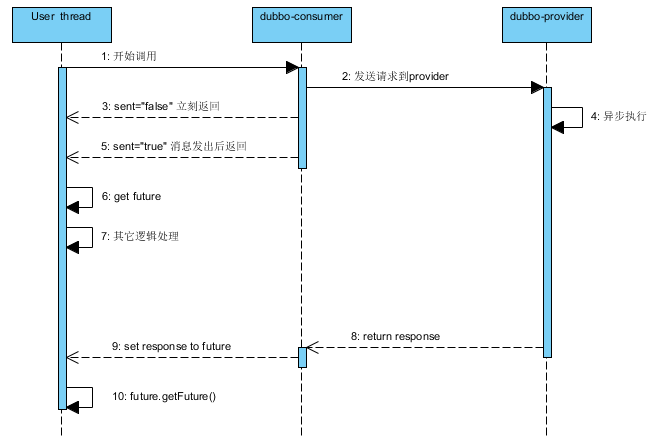 User thread
dubbo-consumer
dubbo-provider
1: 开始调用
2: 发送请求到provider
3: sent="false" 立刻返回
4: 异步执行
5: sent="true" 消息发出后返回
6: get future
7: 其它逻辑处理
8: return response
9: set response to future
10: future.getFuture()